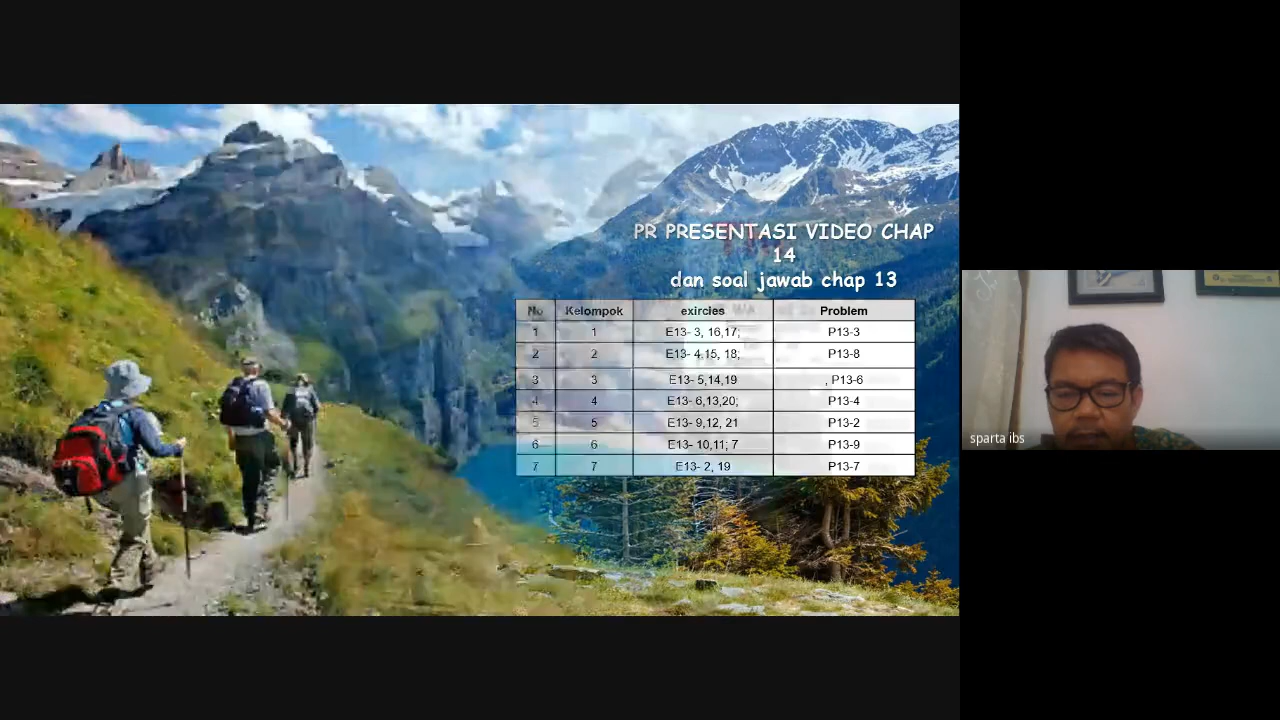 PR PRESENTASI VIDEO CHAP
14
dan soal jawab chap 13
No Kelompok exircies Problem
1 1 E13- 3, 16,17; P13-3
2 2 E13- 4,15, 18; P13-8
3 3 E13- 5,14,19 , P13-6
4 4 E13- 6,13,20; P13-4
5 5 E13- 9,12, 21 P13-2
6 6 E13- 10,11; 7 P13-9
7 7 E13- 2, 19 P13-7
sparta ibs